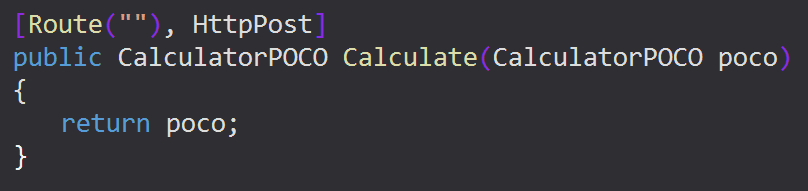 [Route(""), HttpPost]
public CalculatorPOCO Calculate(CalculatorPOCO poco)
{
return poco;
}